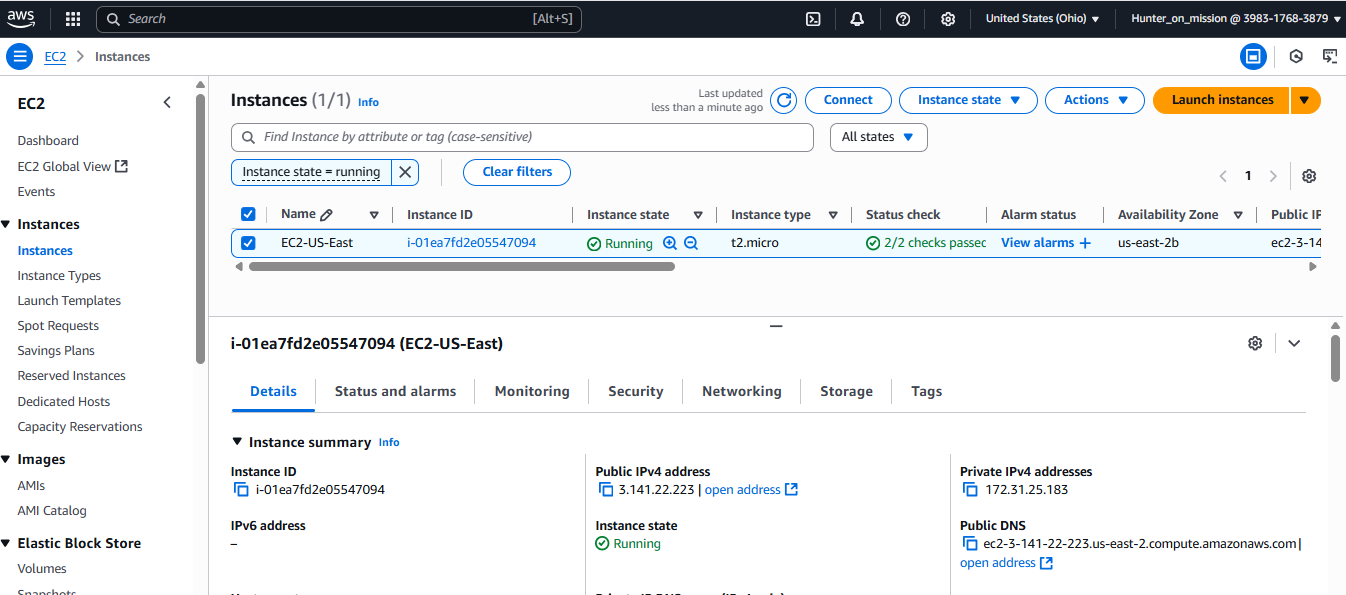 aws
Search [Alt+S]
United States (Ohio)
Hunter_on_mission @ 3983-1768-3879
EC2 Instances
EC2
Dashboard
EC2 Global View
Events
Instances
Instances
Instance Types
Launch Templates
Spot Requests
Savings Plans
Reserved Instances
Dedicated Hosts
Capacity Reservations
Images
AMIs
AMI Catalog
Elastic Block Store
Volumes
Snapshots
Instances (1/1) Info
Last updated
less than a minute ago
Connect
Instance state
Actions
Launch instances
Find Instance by attribute or tag (case-sensitive)
All states
Instance state = running
Clear filters
1
Name Instance ID Instance state Instance type Status check Alarm status Availability Zone Public IP
EC2-US-East i-01ea7fd2e05547094 Running t2.micro 2/2 checks passec View alarms + us-east-2b ec2-3-14
i-01ea7fd2e05547094 (EC2-US-East)
Details Status and alarms Monitoring Security Networking Storage Tags
Instance summary Info
Instance ID
i-01ea7fd2e05547094
Public IPv4 address
3.141.22.223 | open address
Private IPv4 addresses
172.31.25.183
IPv6 address
–
Instance state
Running
Public DNS
ec2-3-141-22-223.us-east-2.compute.amazonaws.com |
open address